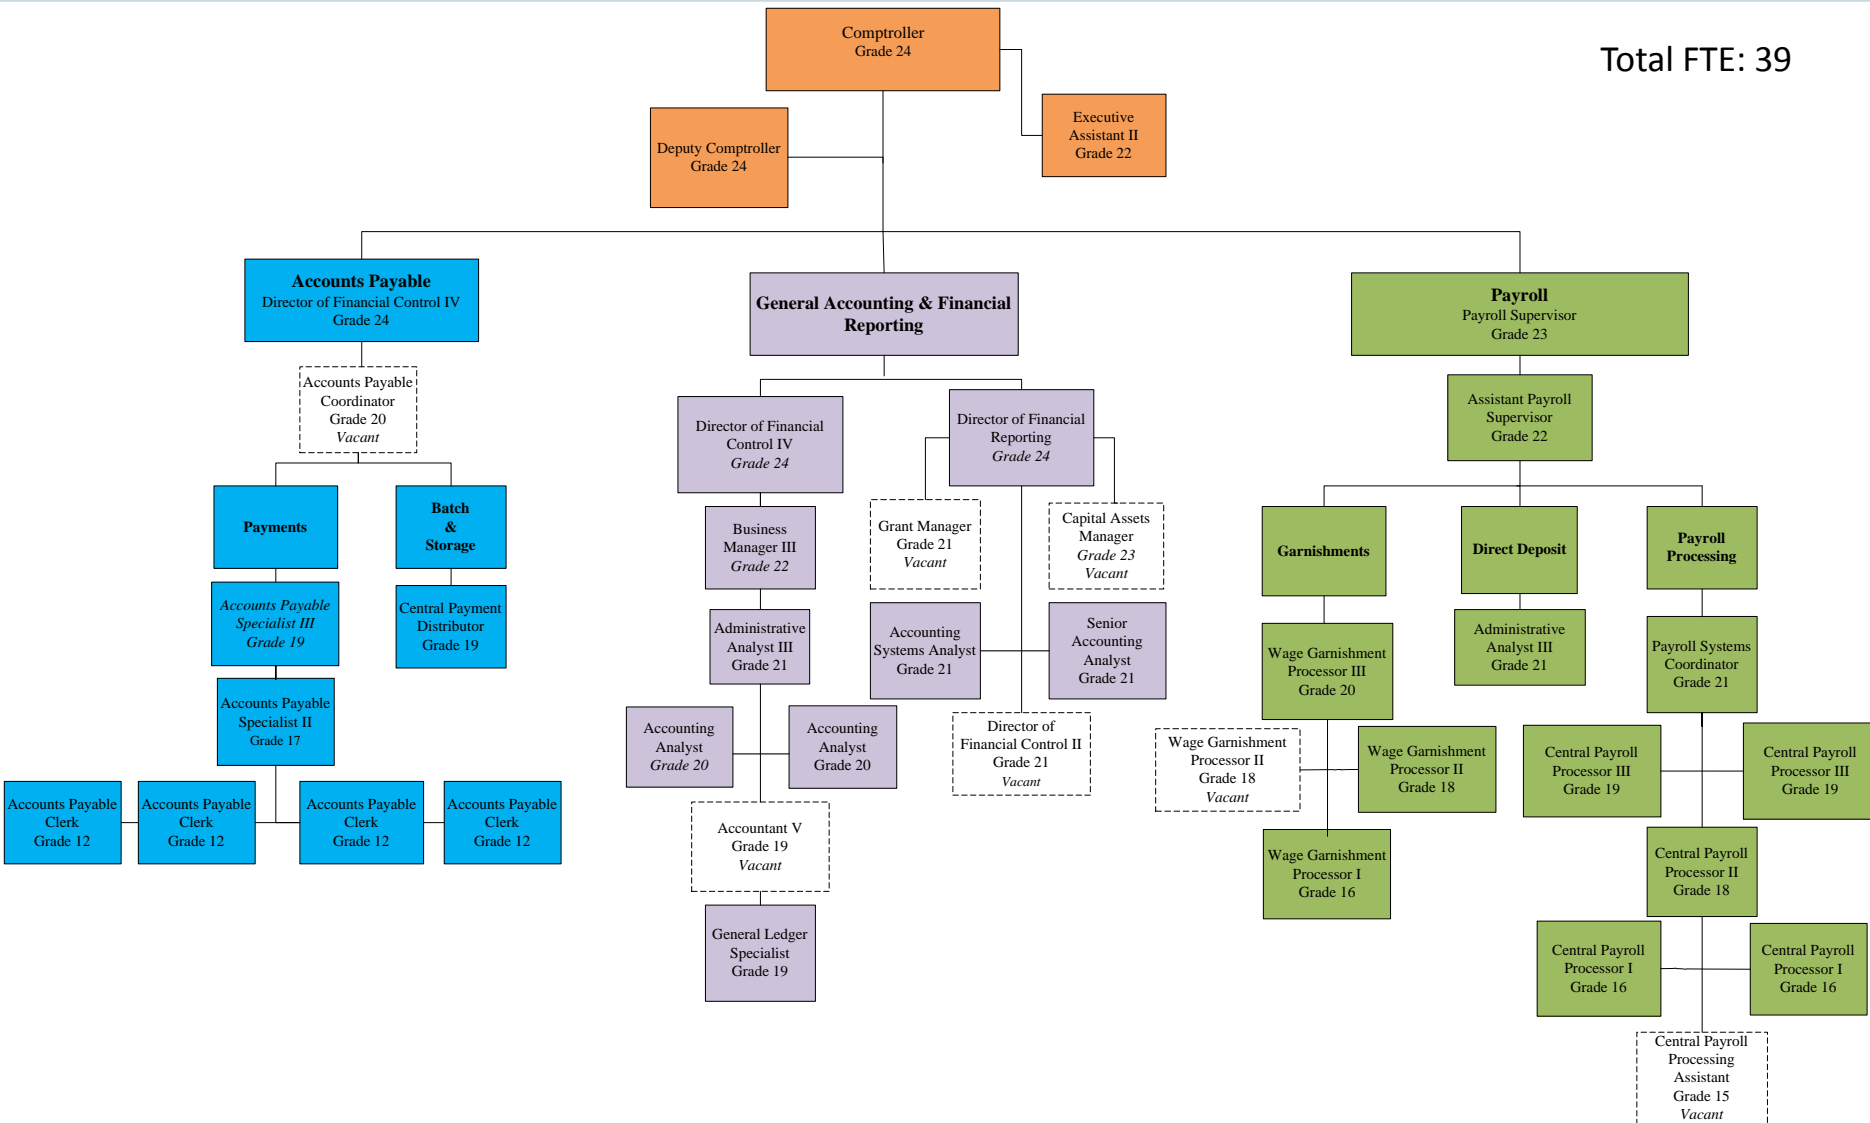 Comptroller
Grade 24
Total FTE: 39
Executive
Assistant II
Grade 22
Deputy Comptroller
Grade 24
Accounts Payable
Director of Financial Control IV
Grade 24
General Accounting & Financial
Reporting
Payroll
Payroll Supervisor
Grade 23
Accounts Payable
Coordinator
Grade 20
Vacant
Payments
Batch
&
Storage
Accounts Payable
Specialist III
Grade 19
Central Payment
Distributor
Grade 19
Accounts Payable
Specialist II
Grade 17
Accounts Payable
Clerk
Grade 12
Accounts Payable
Clerk
Grade 12
Accounts Payable
Clerk
Grade 12
Accounts Payable
Clerk
Grade 12
Director of Financial
Control IV
Grade 24
Business
Manager III
Grade 22
Administrative
Analyst III
Grade 21
Accounting
Analyst
Grade 20
Accounting
Analyst
Grade 20
Accountant V
Grade 19
Vacant
General Ledger
Specialist
Grade 19
Director of Financial
Reporting
Grade 24
Grant Manager
Grade 21
Vacant
Capital Assets
Manager
Grade 23
Vacant
Accounting
Systems Analyst
Grade 21
Senior
Accounting
Analyst
Grade 21
Director of
Financial Control II
Grade 21
Vacant
Assistant Payroll
Supervisor
Grade 22
Garnishments
Direct Deposit
Payroll
Processing
Wage Garnishment
Processor III
Grade 20
Wage Garnishment
Processor II
Grade 18
Vacant
Wage Garnishment
Processor II
Grade 18
Wage Garnishment
Processor I
Grade 16
Administrative
Analyst III
Grade 21
Payroll Systems
Coordinator
Grade 21
Central Payroll
Processor III
Grade 19
Central Payroll
Processor III
Grade 19
Central Payroll
Processor II
Grade 18
Central Payroll
Processor I
Grade 16
Central Payroll
Processor I
Grade 16
Central Payroll
Processing
Assistant
Grade 15
Vacant